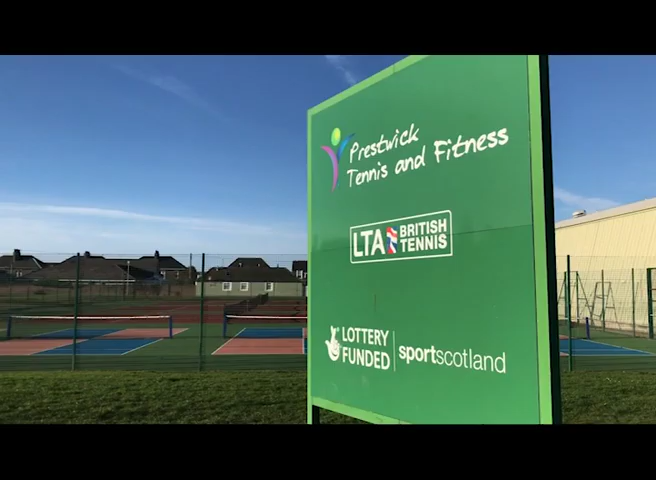 Prestwick
Tennis and Fitness
LTA BRITISH
TENNIS
LOTTERY
FUNDED
sportscotland